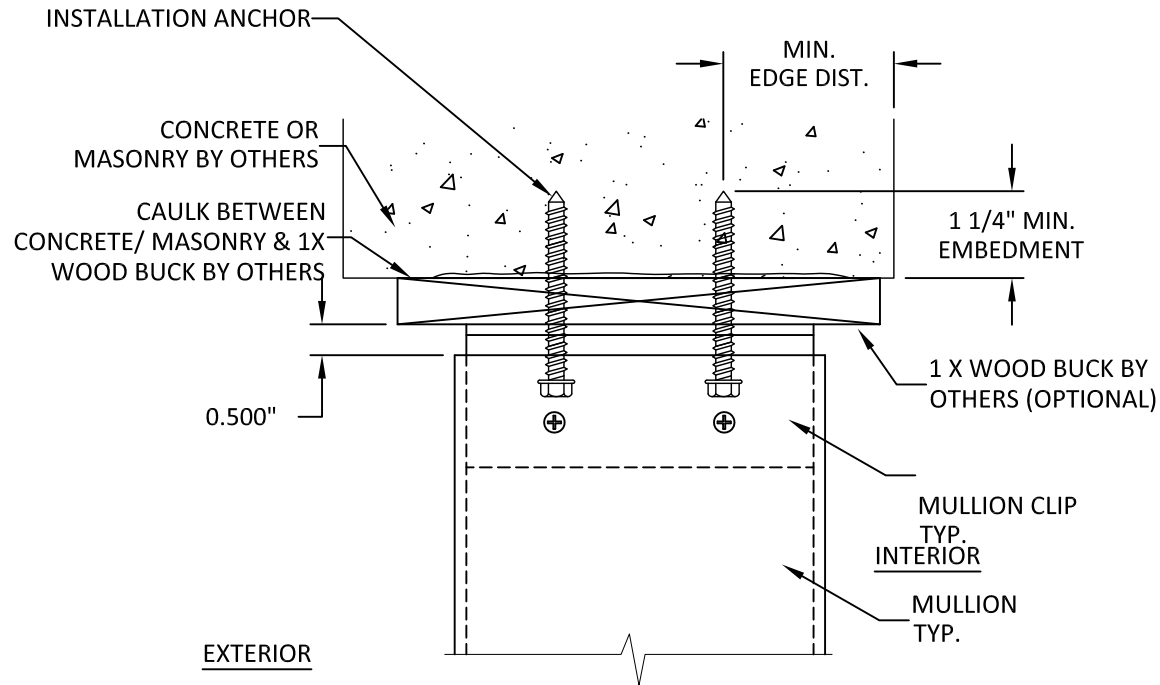 INSTALLATION ANCHOR
MIN.
EDGE DIST.
CONCRETE OR
MASONRY BY OTHERS
CAULK BETWEEN
CONCRETE/ MASONRY & 1X
WOOD BUCK BY OTHERS
1 1/4" MIN.
EMBEDMENT
1 X WOOD BUCK BY
OTHERS (OPTIONAL)
0.500"
MULLION CLIP
TYP.
INTERIOR
MULLION
TYP.
EXTERIOR